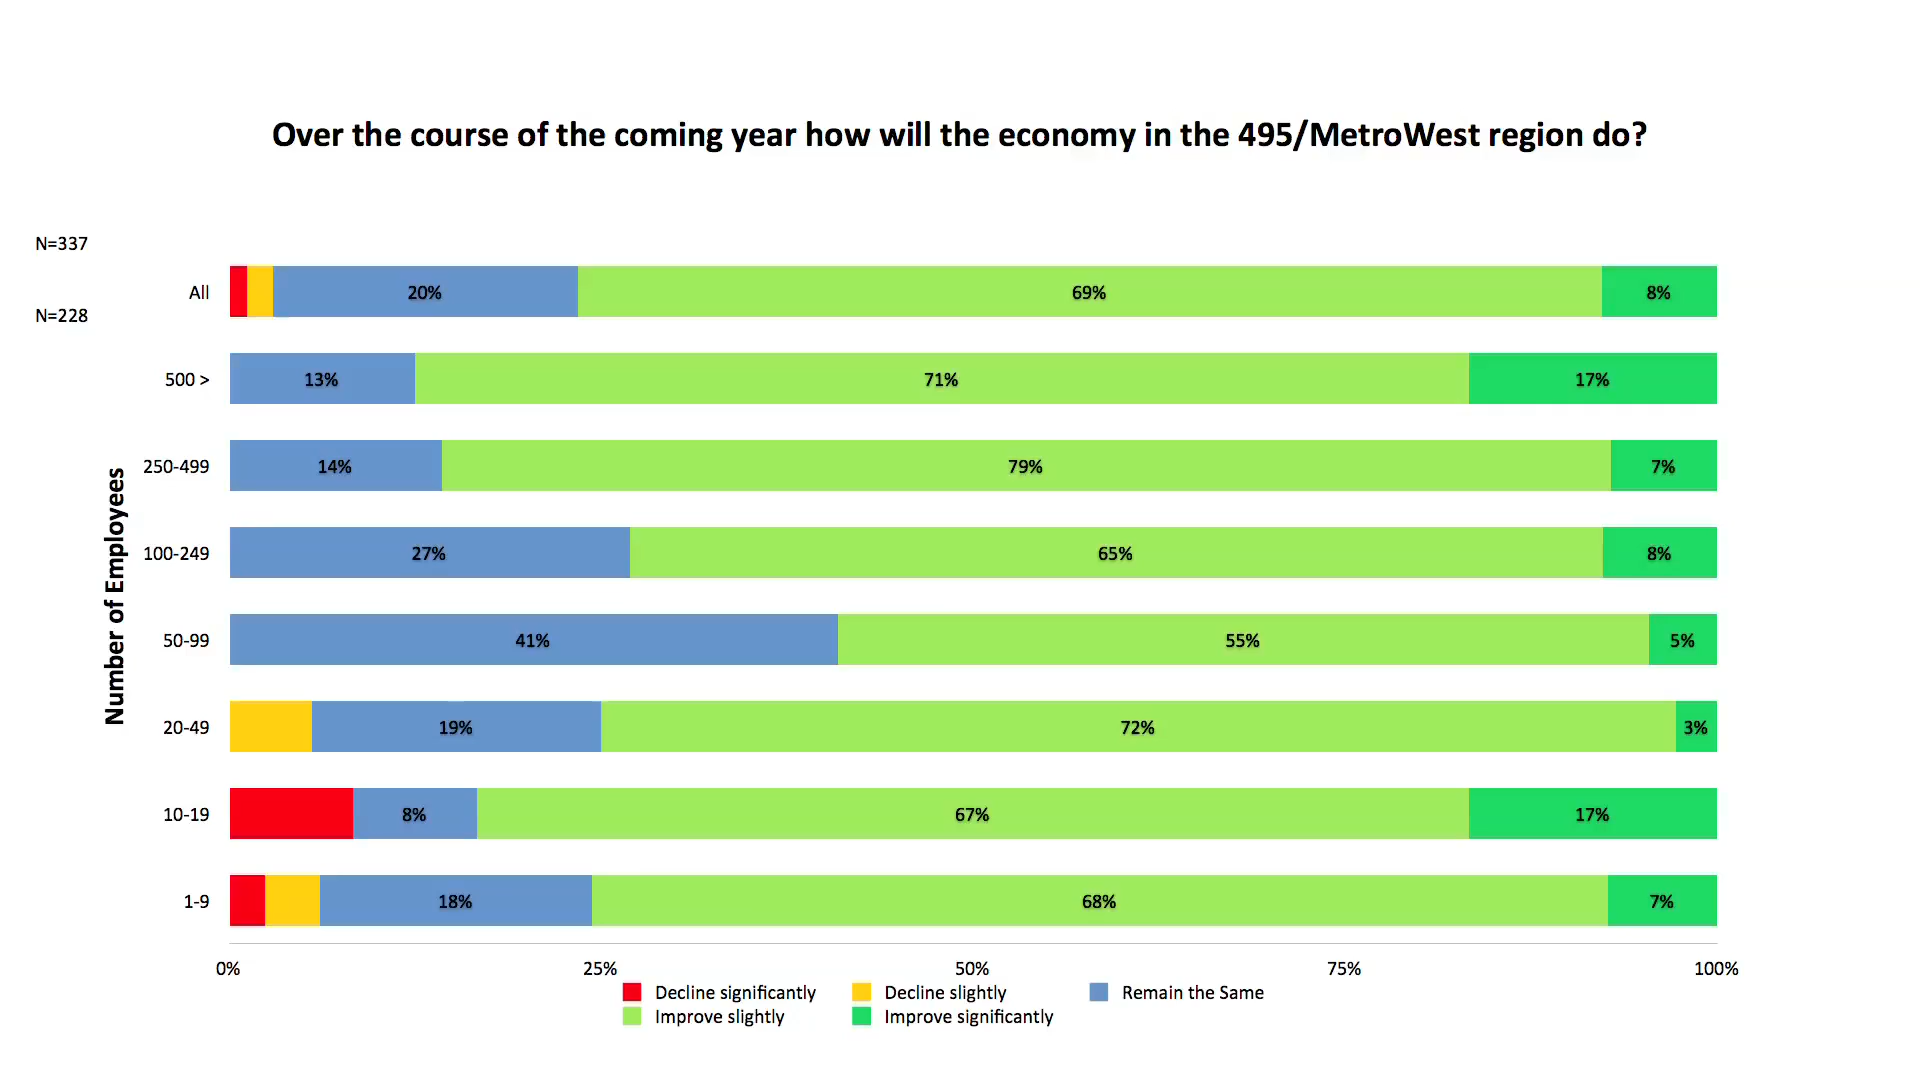 Over the course of the coming year how will the economy in the 495/MetroWest region do?
N=337
All 20% 69% 8%
N=228
500 > 13% 71% 17%
250-499 14% 79% 7%
100-249 27% 65% 8%
50-99 41% 55% 5%
20-49 19% 72% 3%
10-19 8% 67% 17%
1-9 18% 68% 7%
Number of Employees
0% 25% 50% 75% 100%
Decline significantly Decline slightly Remain the Same
Improve slightly Improve significantly